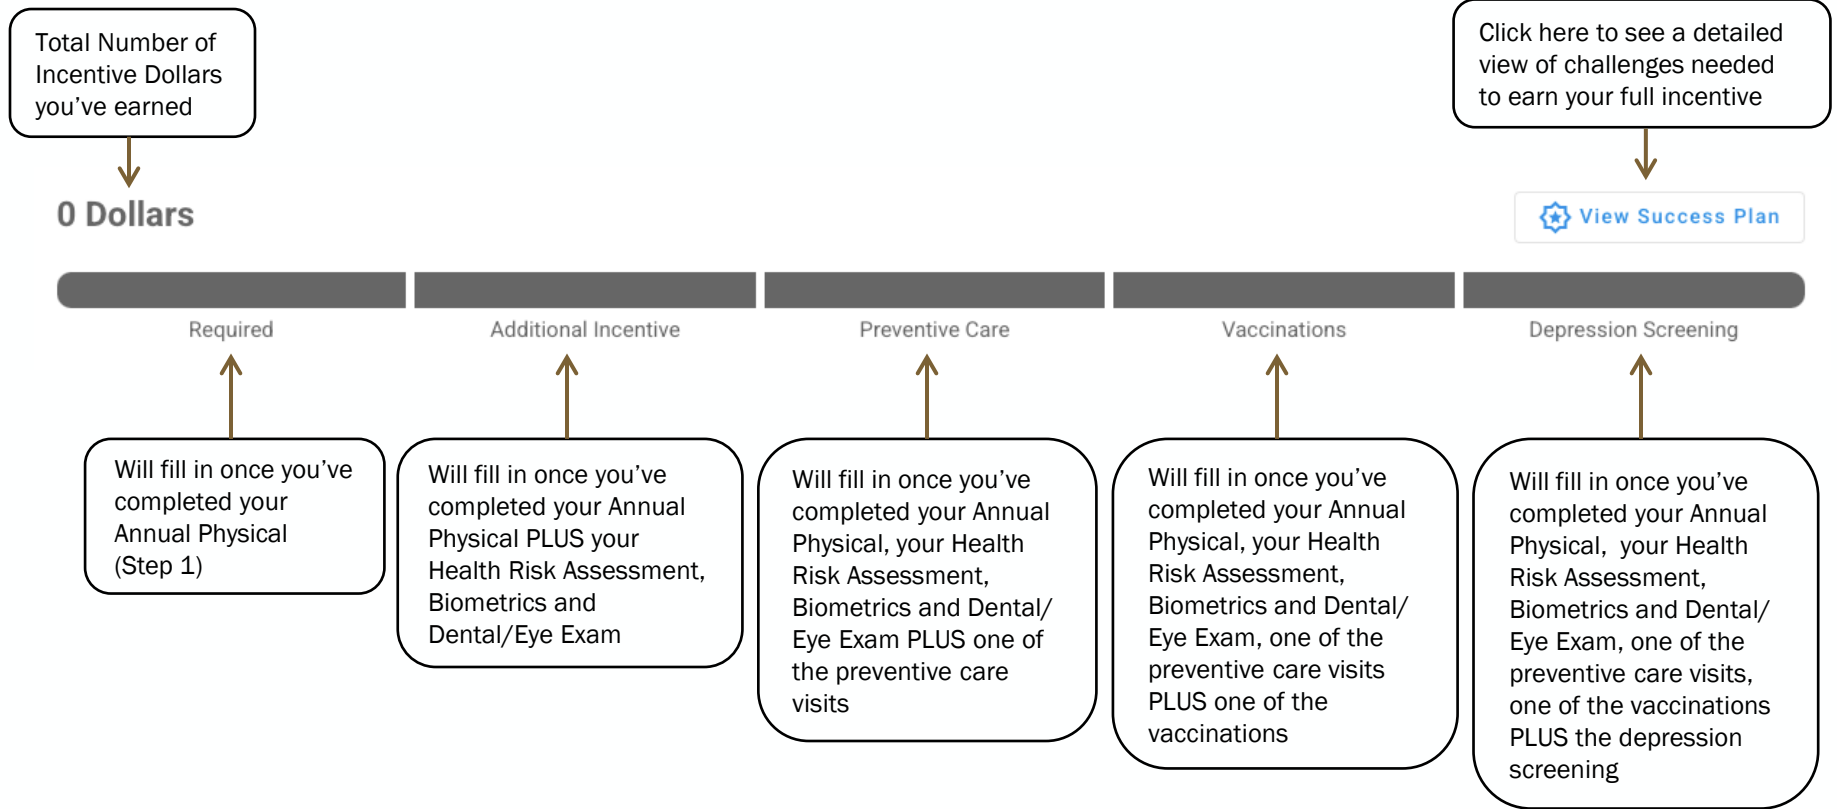 Total Number of
Incentive Dollars
you've earned
Click here to see a detailed
view of challenges needed
to earn your full incentive
0 Dollars
View Success Plan
Required
Additional Incentive
Preventive Care
Vaccinations
Depression Screening
Will fill in once you've
completed your
Annual Physical
(Step 1)
Will fill in once you've
completed your Annual
Physical PLUS your
Health Risk Assessment,
Biometrics and
Dental/Eye Exam
Will fill in once you've
completed your Annual
Physical, your Health
Risk Assessment,
Biometrics and Dental/
Eye Exam PLUS one of
the preventive care
visits
Will fill in once you've
completed your Annual
Physical, your Health
Risk Assessment,
Biometrics and Dental/
Eye Exam, one of the
preventive care visits
PLUS one of the
vaccinations
Will fill in once you've
completed your Annual
Physical,  your Health
Risk Assessment,
Biometrics and Dental/
Eye Exam, one of the
preventive care visits,
one of the vaccinations
PLUS the depression
screening